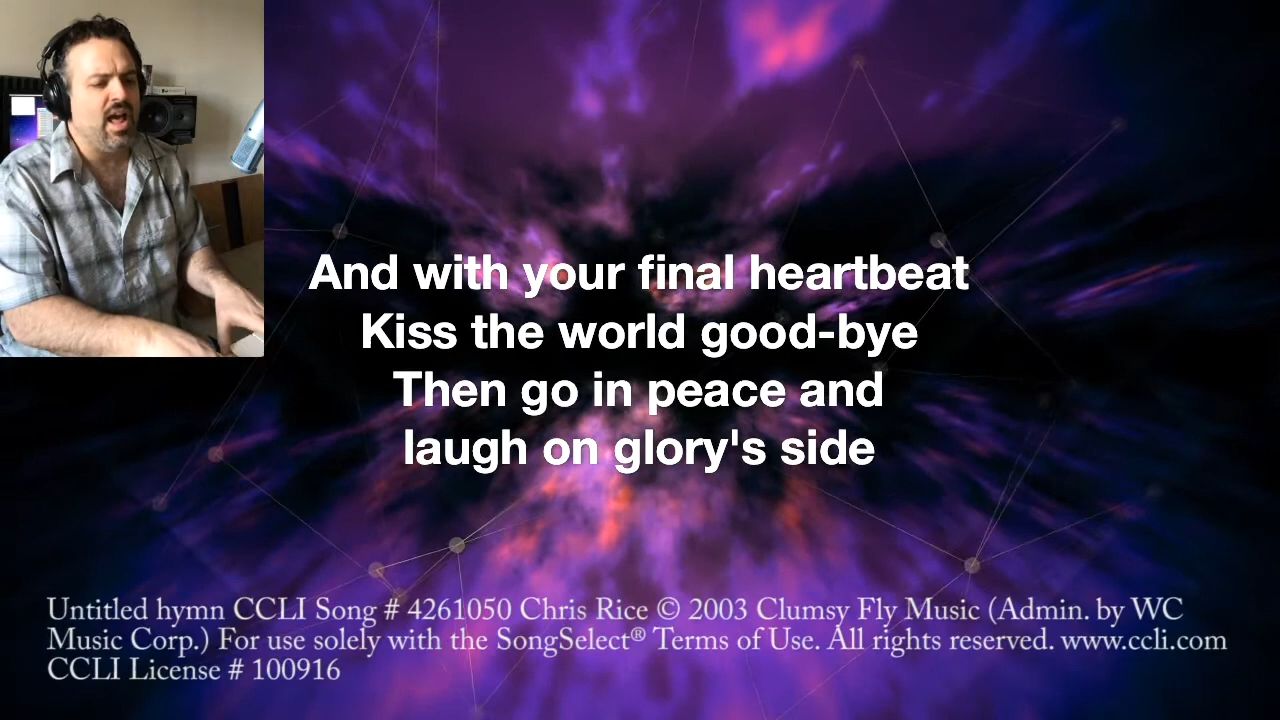 And with your final heartbeat
Kiss the world good-bye
Then go in peace and
laugh on glory's side
Untitled hymn CCLI Song # 4261050 Chris Rice © 2003 Clumsy Fly Music (Admin. by WC
Music Corp.) For use solely with the SongSelect® Terms of Use. All rights reserved. www.ccli.com
CCLI License # 100916